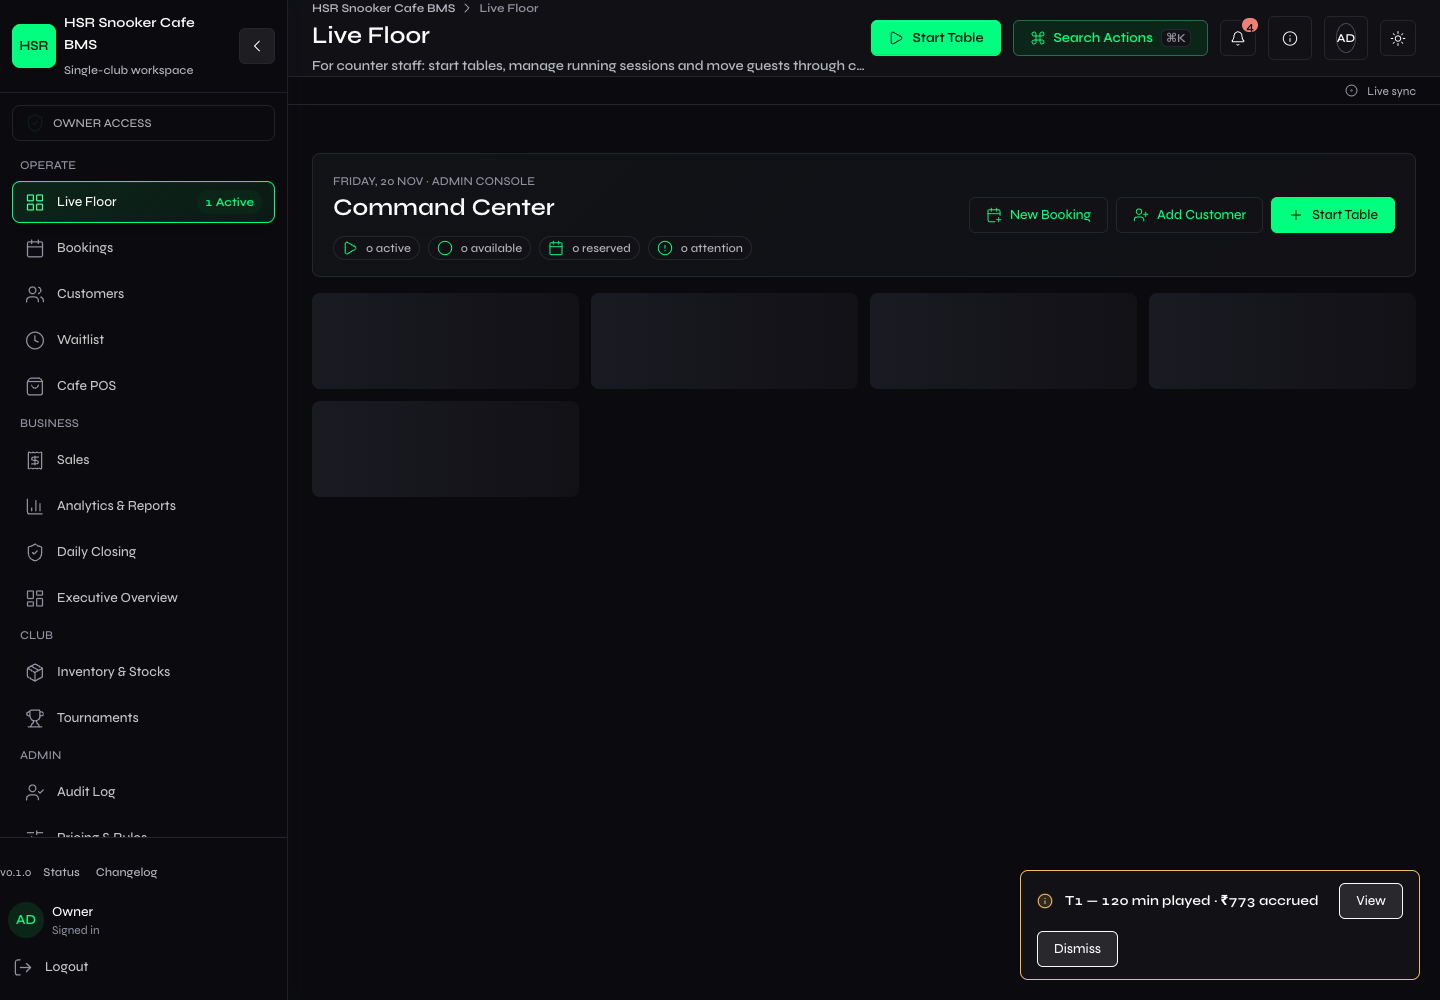 HSR
HSR Snooker Cafe
BMS
Single-club workspace
OWNER ACCESS
OPERATE
Live Floor
1 Active
Bookings
Customers
Waitlist
Cafe POS
BUSINESS
Sales
Analytics & Reports
Daily Closing
Executive Overview
CLUB
Inventory & Stocks
Tournaments
ADMIN
Audit Log
Pricing & Rules
v0.1.0 Status Changelog
AD
Owner
Signed in
Logout
HSR Snooker Cafe BMS > Live Floor
Live Floor
For counter staff: start tables, manage running sessions and move guests through c…
Start Table
Search Actions ⌘K
4
AD
Live sync
FRIDAY, 20 NOV · ADMIN CONSOLE
Command Center
0 active
0 available
0 reserved
0 attention
New Booking
Add Customer
Start Table
T1 — 120 min played · ₹773 accrued
View
Dismiss